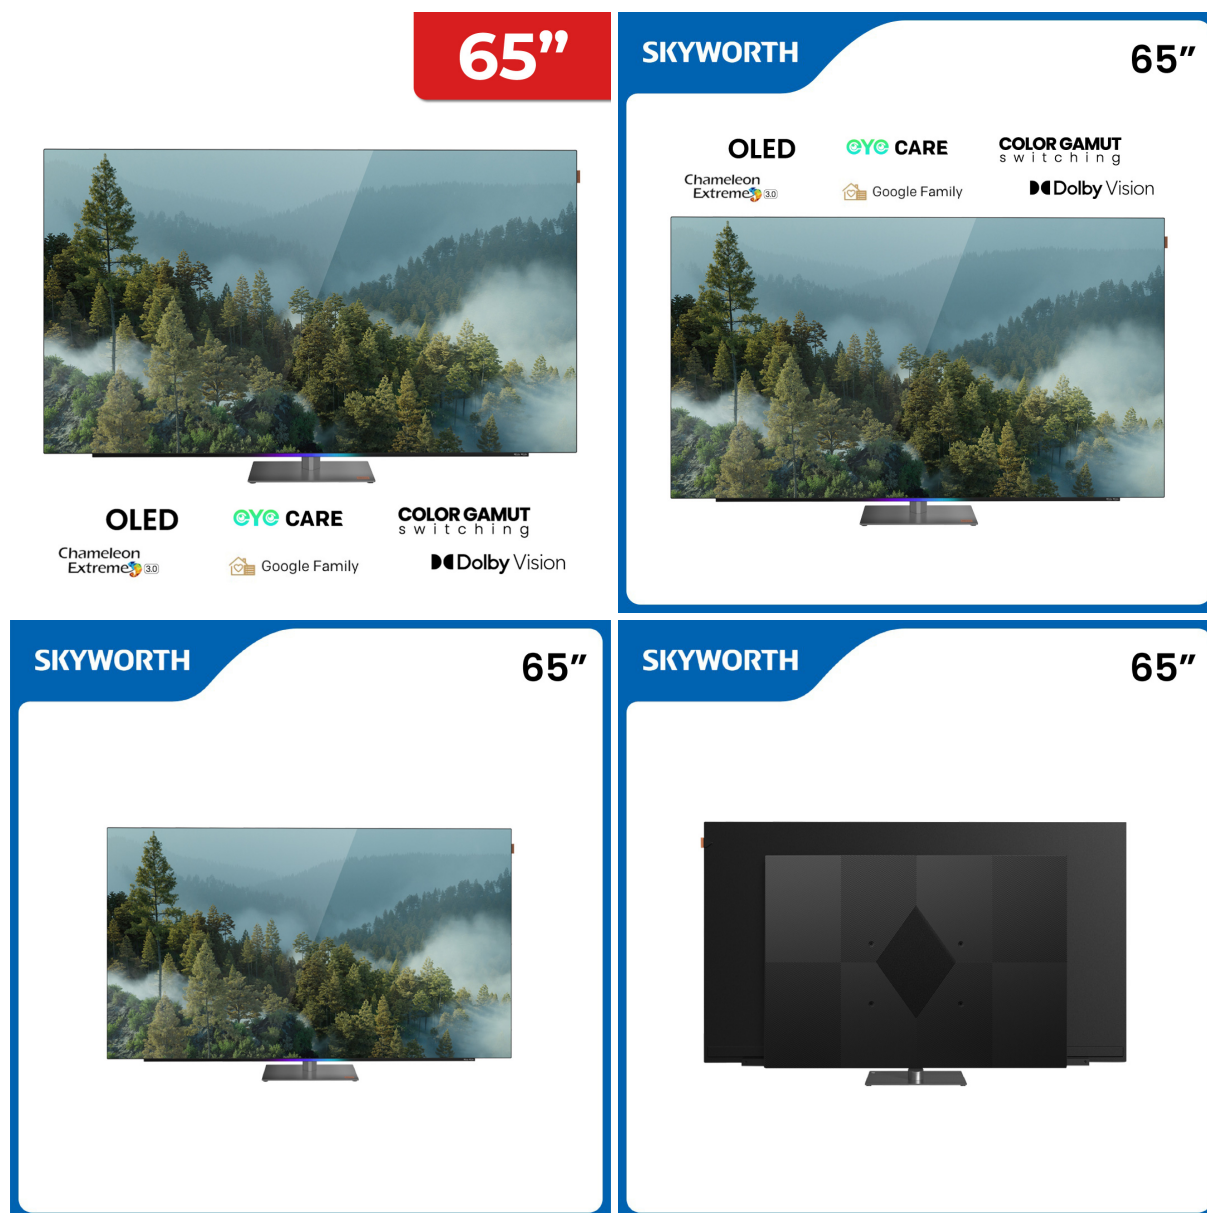 65”
OLED
eye CARE
COLOR GAMUT
switching
Chameleon
Extreme 3.0
Google Family
Dolby Vision
SKYWORTH
65”
OLED
eye CARE
COLOR GAMUT
switching
Chameleon
Extreme 3.0
Google Family
Dolby Vision
SKYWORTH
65”
SKYWORTH
65”